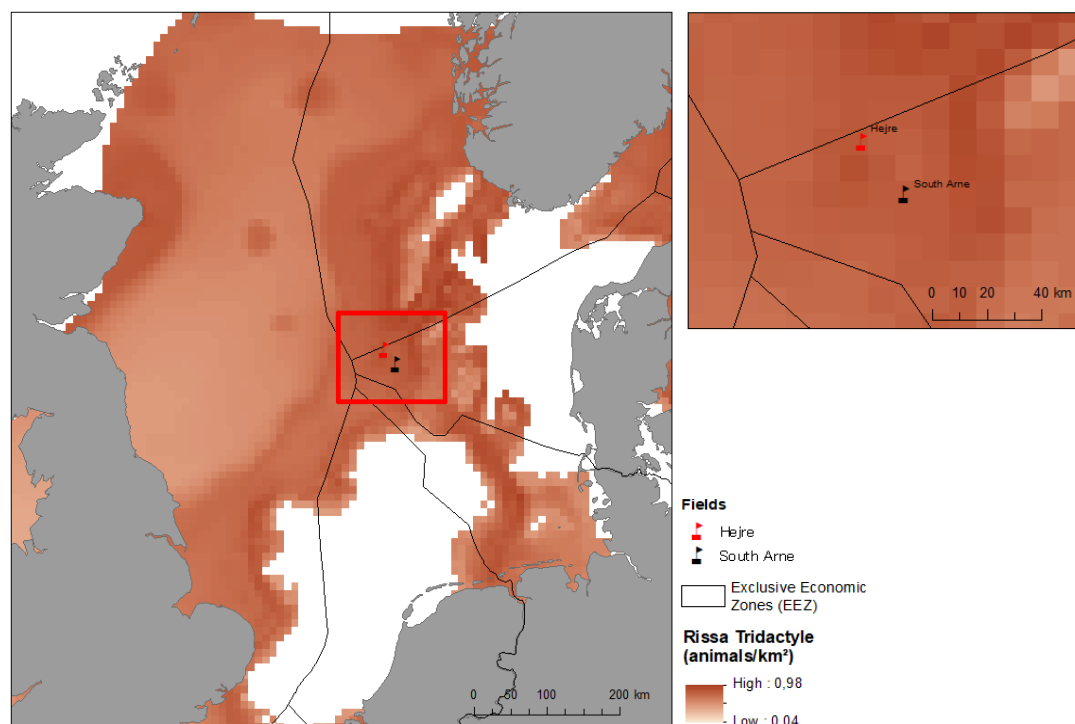 Hejre
South Arne
0 10 20 40 km
Fields
Hejre
South Arne
Exclusive Economic
Zones (EEZ)
Rissa Tridactyle
(animals/km²)
High : 0,98
Low : 0,04
0 50 100 200 km